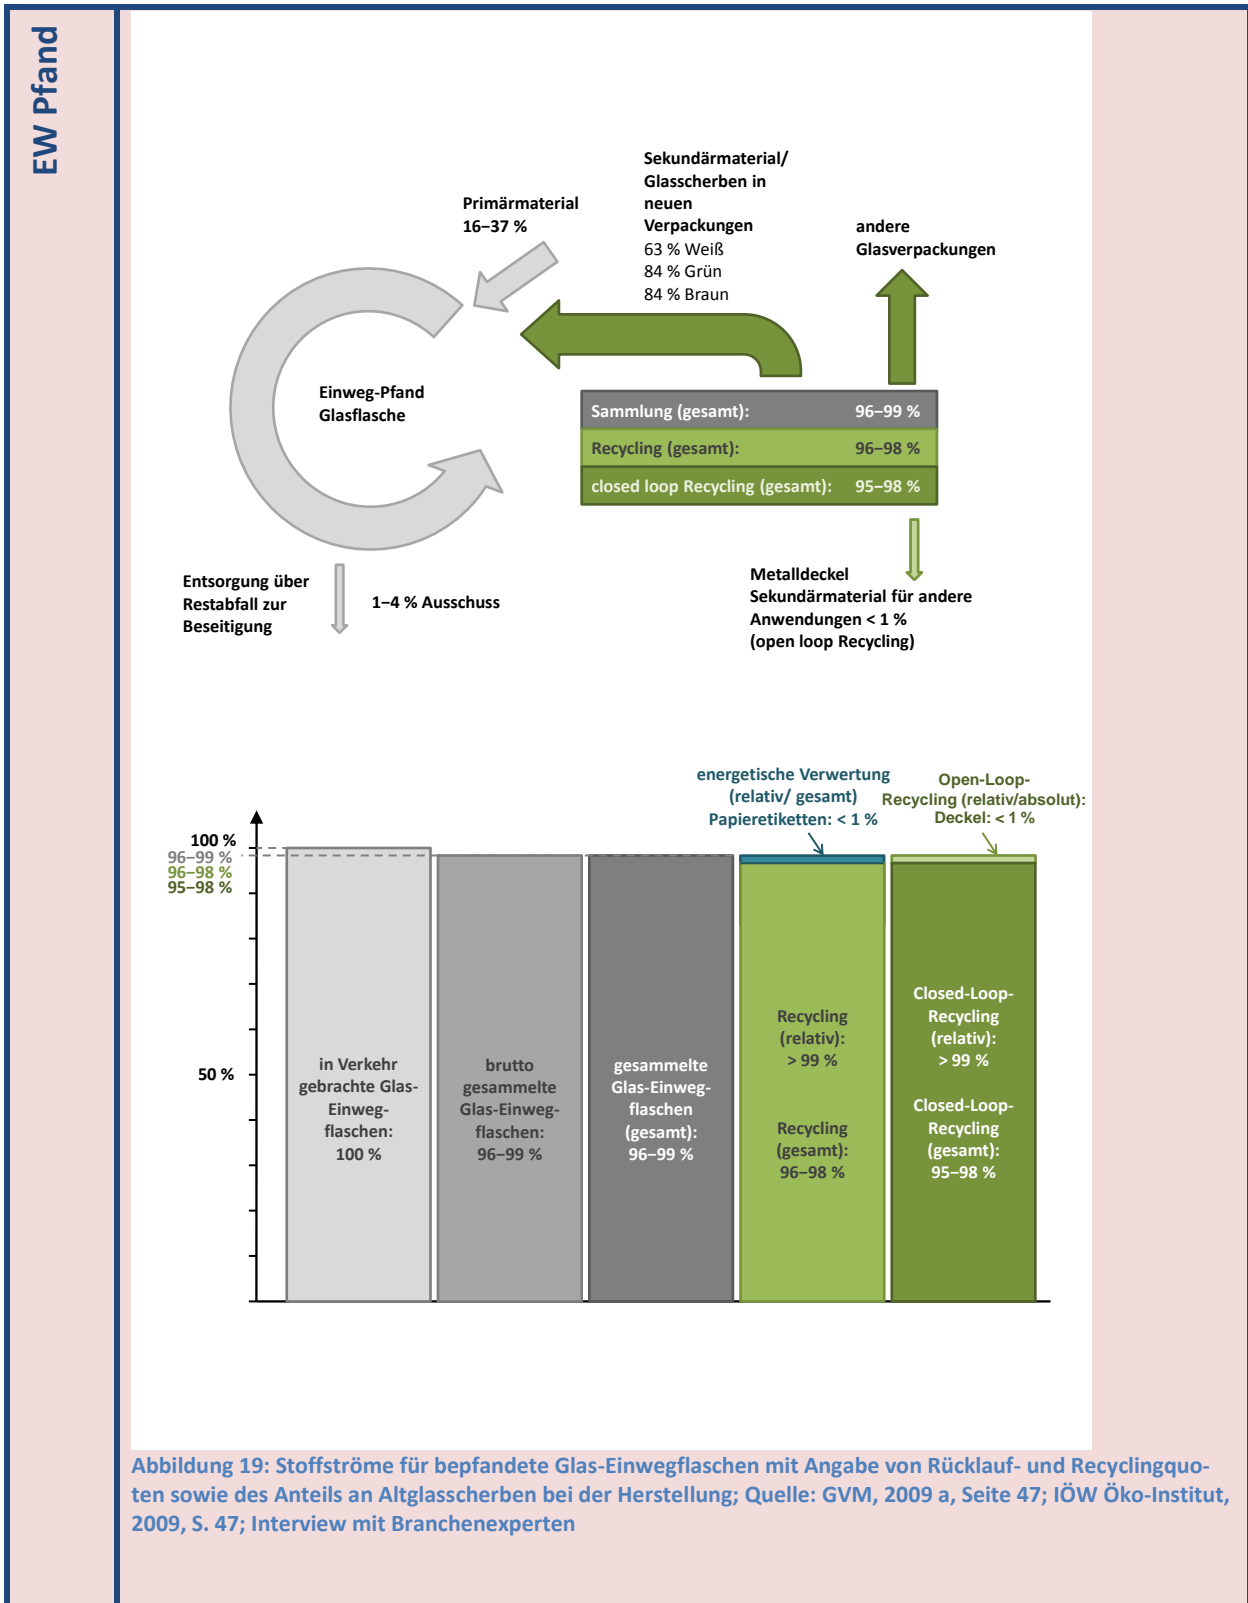 EW Pfand
Sekundärmaterial/
Glasscherben in
neuen
Verpackungen
63 % Weiß
84 % Grün
84 % Braun
Primärmaterial
16–37 %
andere
Glasverpackungen
Einweg-Pfand
Glasflasche
Sammlung (gesamt): 96–99 %
Recycling (gesamt): 96–98 %
closed loop Recycling (gesamt): 95–98 %
Entsorgung über
Restabfall zur
Beseitigung
1–4 % Ausschuss
Metalldeckel
Sekundärmaterial für andere
Anwendungen < 1 %
(open loop Recycling)
energetische Verwertung
(relativ/ gesamt)
Papieretiketten: < 1 %
Open-Loop-
Recycling (relativ/absolut):
Deckel: < 1 %
100 %
96–99 %
96–98 %
95–98 %
50 %
in Verkehr
gebrachte Glas-
Einweg-
flaschen:
100 %
brutto
gesammelte
Glas-Einweg-
flaschen:
96–99 %
gesammelte
Glas-Einweg-
flaschen
(gesamt):
96–99 %
Recycling
(relativ):
> 99 %
Recycling
(gesamt):
96–98 %
Closed-Loop-
Recycling
(relativ):
> 99 %
Closed-Loop-
Recycling
(gesamt):
95–98 %
Abbildung 19: Stoffströme für bepfandete Glas-Einwegflaschen mit Angabe von Rücklauf- und Recyclingquo-
ten sowie des Anteils an Altglasscherben bei der Herstellung; Quelle: GVM, 2009 a, Seite 47; IÖW Öko-Institut,
2009, S. 47; Interview mit Branchenexperten